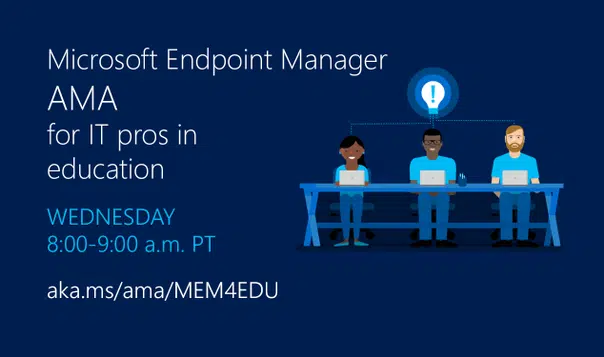 Microsoft Endpoint Manager
AMA
for IT pros in
education
WEDNESDAY
8:00-9:00 a.m. PT
aka.ms/ama/MEM4EDU